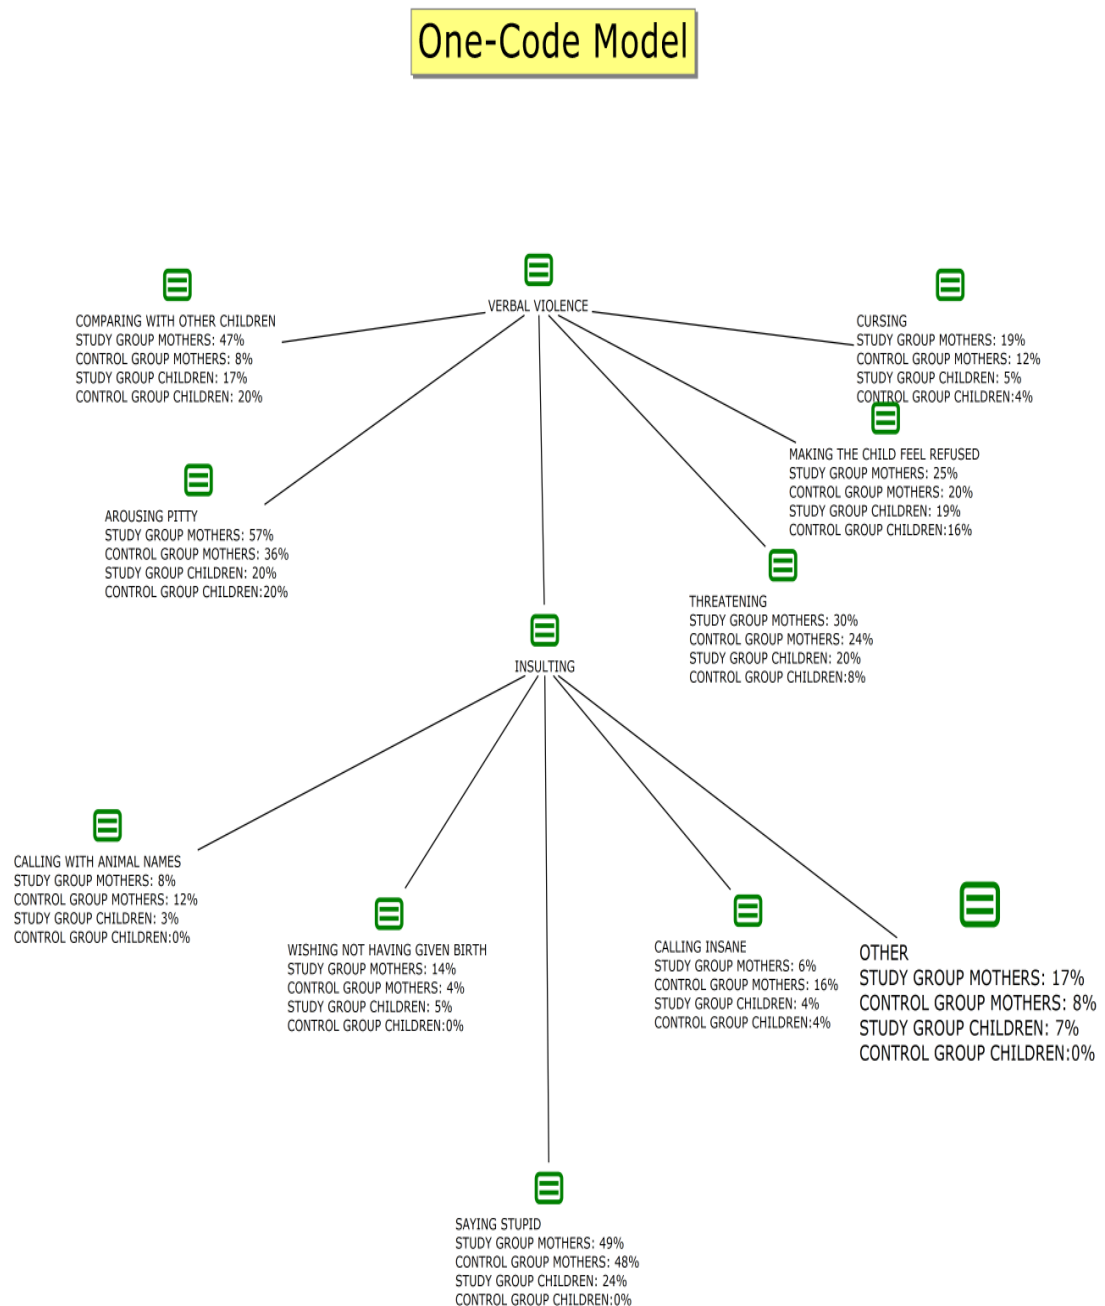 One-Code Model
VERBAL VIOLENCE
COMPARING WITH OTHER CHILDREN
STUDY GROUP MOTHERS: 47%
CONTROL GROUP MOTHERS: 8%
STUDY GROUP CHILDREN: 17%
CONTROL GROUP CHILDREN: 20%
CURSING
STUDY GROUP MOTHERS: 19%
CONTROL GROUP MOTHERS: 12%
STUDY GROUP CHILDREN: 5%
CONTROL GROUP CHILDREN:4%
MAKING THE CHILD FEEL REFUSED
STUDY GROUP MOTHERS: 25%
CONTROL GROUP MOTHERS: 20%
STUDY GROUP CHILDREN: 19%
CONTROL GROUP CHILDREN:16%
AROUSING PITTY
STUDY GROUP MOTHERS: 57%
CONTROL GROUP MOTHERS: 36%
STUDY GROUP CHILDREN: 20%
CONTROL GROUP CHILDREN:20%
THREATENING
STUDY GROUP MOTHERS: 30%
CONTROL GROUP MOTHERS: 24%
STUDY GROUP CHILDREN: 20%
CONTROL GROUP CHILDREN:8%
INSULTING
CALLING WITH ANIMAL NAMES
STUDY GROUP MOTHERS: 8%
CONTROL GROUP MOTHERS: 12%
STUDY GROUP CHILDREN: 3%
CONTROL GROUP CHILDREN:0%
WISHING NOT HAVING GIVEN BIRTH
STUDY GROUP MOTHERS: 14%
CONTROL GROUP MOTHERS: 4%
STUDY GROUP CHILDREN: 5%
CONTROL GROUP CHILDREN:0%
CALLING INSANE
STUDY GROUP MOTHERS: 6%
CONTROL GROUP MOTHERS: 16%
STUDY GROUP CHILDREN: 4%
CONTROL GROUP CHILDREN:4%
OTHER
STUDY GROUP MOTHERS: 17%
CONTROL GROUP MOTHERS: 8%
STUDY GROUP CHILDREN: 7%
CONTROL GROUP CHILDREN:0%
SAYING STUPID
STUDY GROUP MOTHERS: 49%
CONTROL GROUP MOTHERS: 48%
STUDY GROUP CHILDREN: 24%
CONTROL GROUP CHILDREN:0%